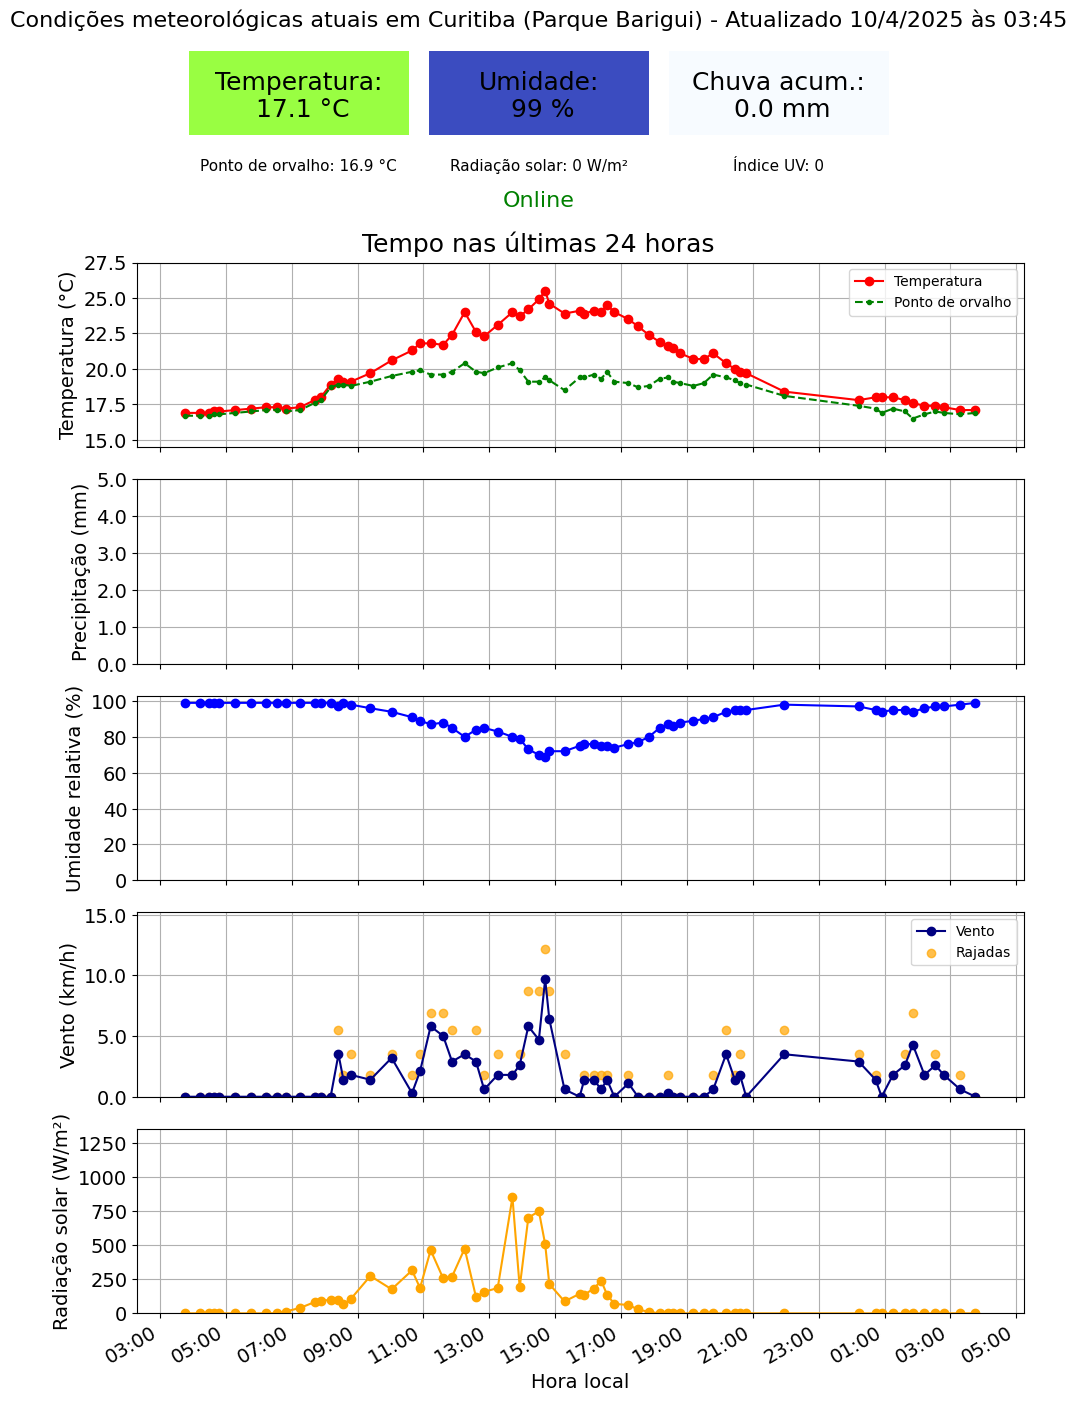 Condições meteorológicas atuais em Curitiba (Parque Barigui) - Atualizado 10/4/2025 às 03:45
Temperatura:
17.1 °C
Umidade:
99 %
Chuva acum.:
0.0 mm
Ponto de orvalho: 16.9 °C
Radiação solar: 0 W/m²
Índice UV: 0
Online
Tempo nas últimas 24 horas
Temperatura (°C)
27.5
25.0
22.5
20.0
17.5
15.0
Temperatura
Ponto de orvalho
Precipitação (mm)
5.0
4.0
3.0
2.0
1.0
0.0
Umidade relativa (%)
100
80
60
40
20
0
Vento (km/h)
15.0
10.0
5.0
0.0
Vento
Rajadas
Radiação solar (W/m²)
1250
1000
750
500
250
0
03:00
05:00
07:00
09:00
11:00
13:00
15:00
17:00
19:00
21:00
23:00
01:00
03:00
05:00
Hora local